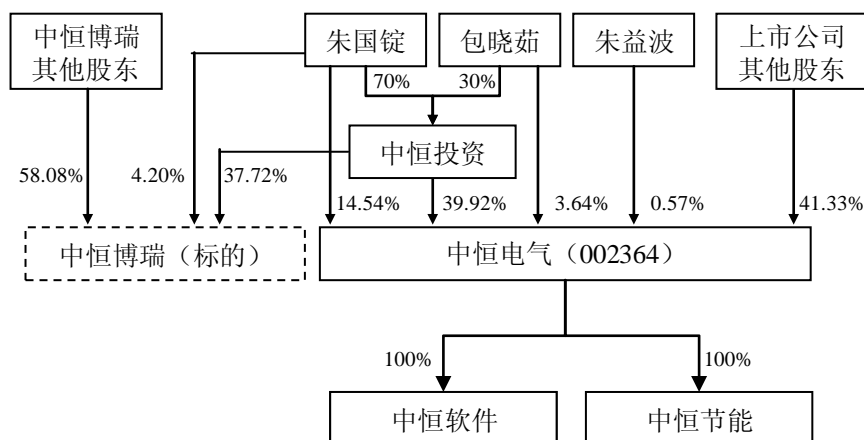 中恒博瑞
其他股东
朱国锭
包晓茹
朱益波
上市公司
其他股东
70%
30%
中恒投资
58.08%
4.20%
37.72%
14.54%
39.92%
3.64%
0.57%
41.33%
中恒博瑞（标的）
中恒电气（002364）
100%
100%
中恒软件
中恒节能